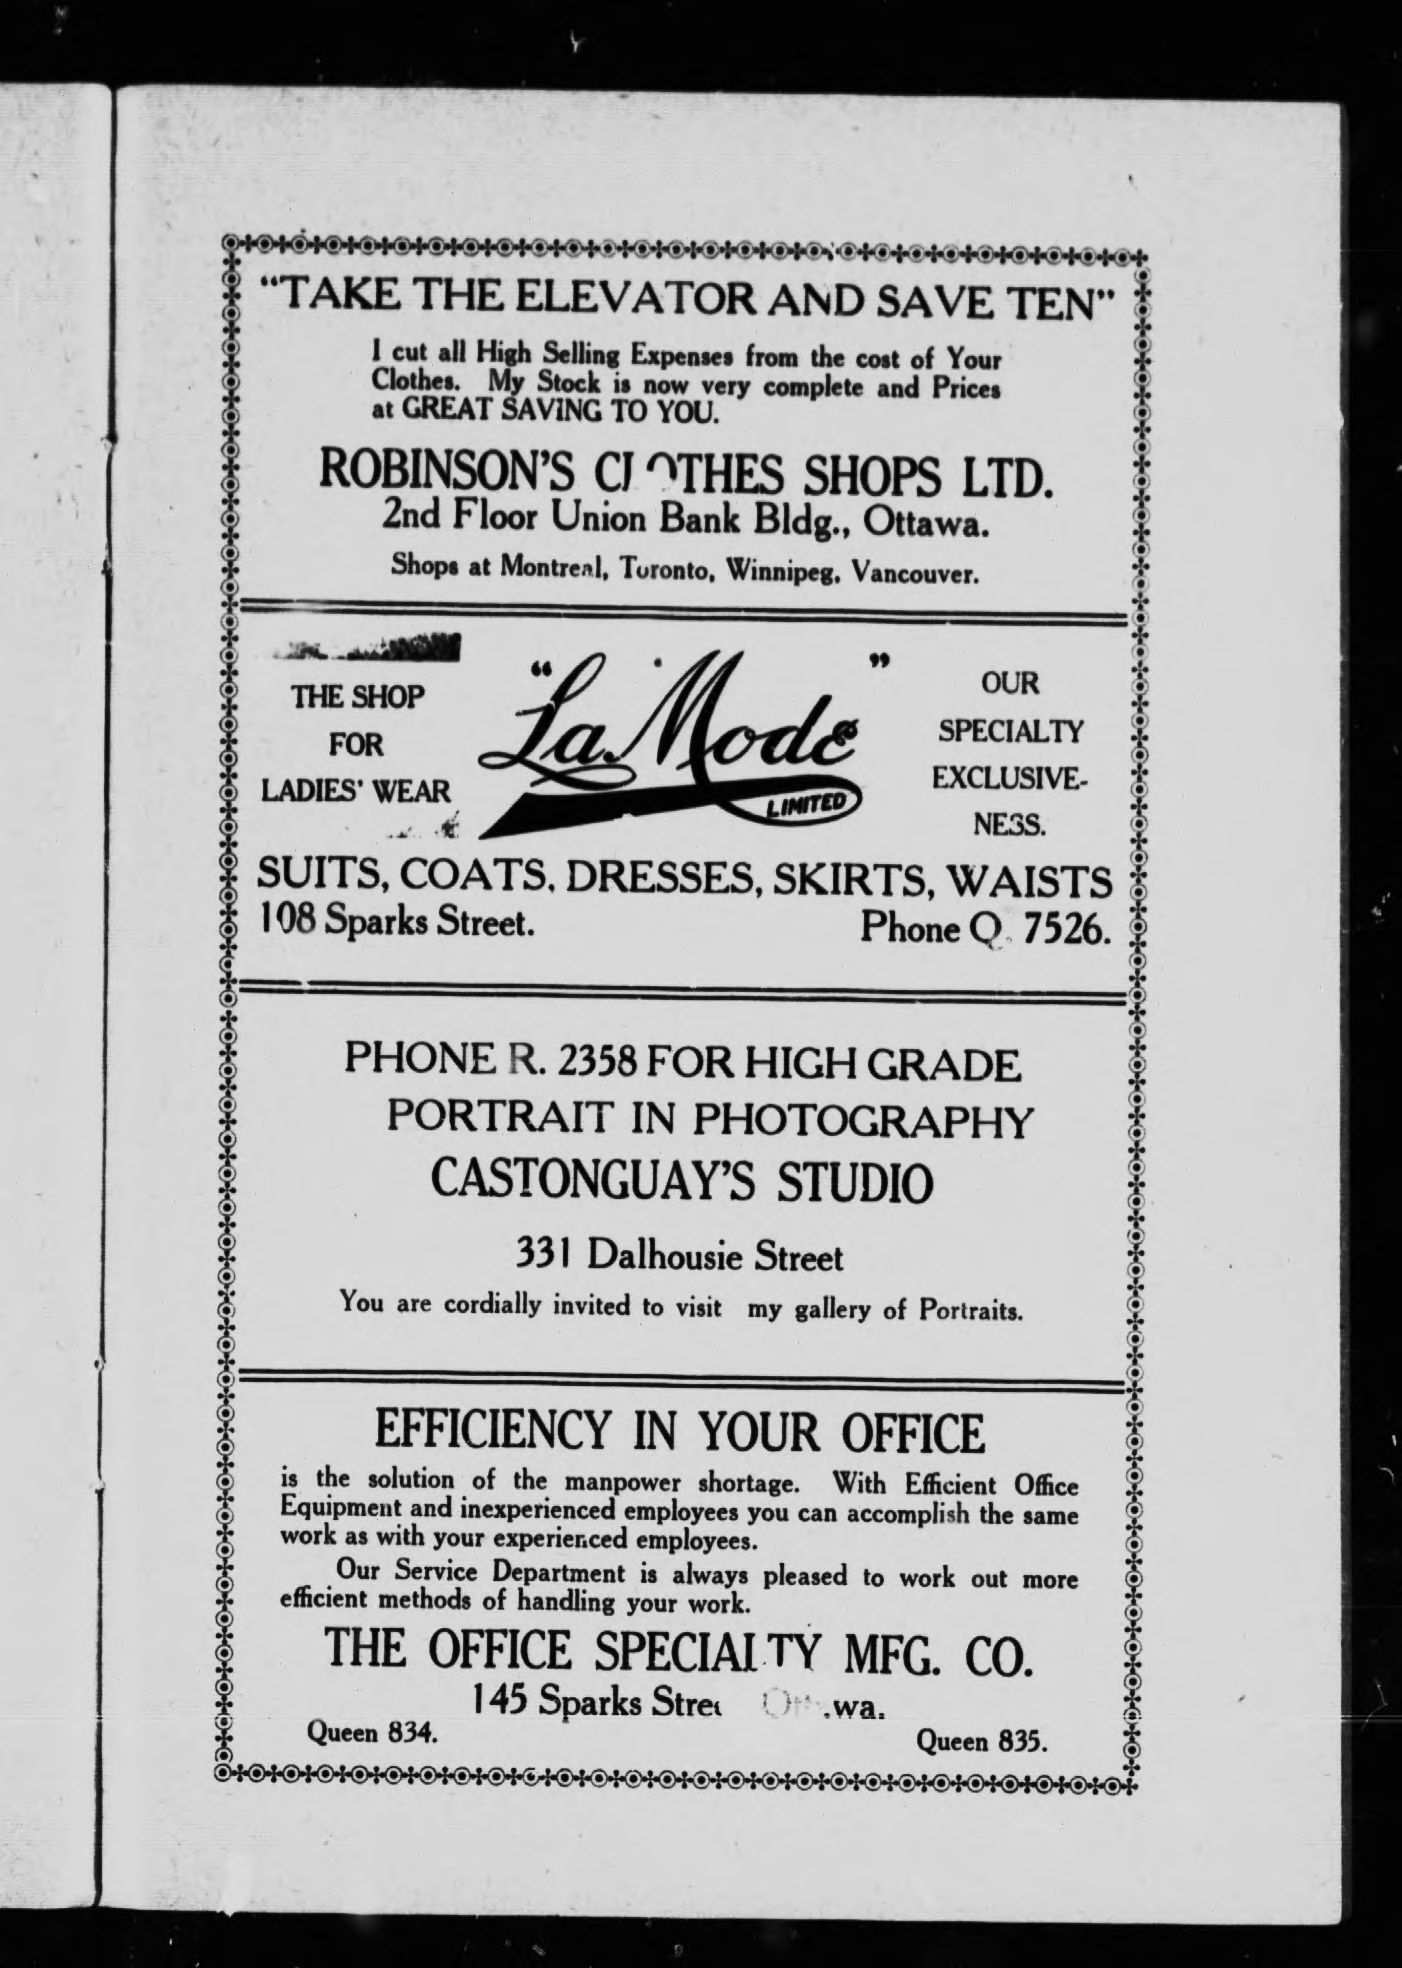 "TAKE THE ELEVATOR AND SAVE TEN"
I cut all High Selling Expenses from the cost of Your
Clothes. My Stock is now very complete and Prices
at GREAT SAVING TO YOU.
ROBINSON'S CLOTHES SHOPS LTD.
2nd Floor Union Bank Bldg., Ottawa.
Shops at Montreal, Toronto, Winnipeg, Vancouver.
THE SHOP
FOR
LADIES' WEAR
"La Mode"
LIMITED
OUR
SPECIALTY
EXCLUSIVE-
NESS.
SUITS, COATS, DRESSES, SKIRTS, WAISTS
108 Sparks Street. Phone Q. 7526.
PHONE R. 2358 FOR HIGH GRADE
PORTRAIT IN PHOTOGRAPHY
CASTONGUAY'S STUDIO
331 Dalhousie Street
You are cordially invited to visit my gallery of Portraits.
EFFICIENCY IN YOUR OFFICE
is the solution of the manpower shortage. With Efficient Office
Equipment and inexperienced employees you can accomplish the same
work as with your experienced employees.
Our Service Department is always pleased to work out more
efficient methods of handling your work.
THE OFFICE SPECIALTY MFG. CO.
145 Sparks Street Ottawa.
Queen 834. Queen 835.